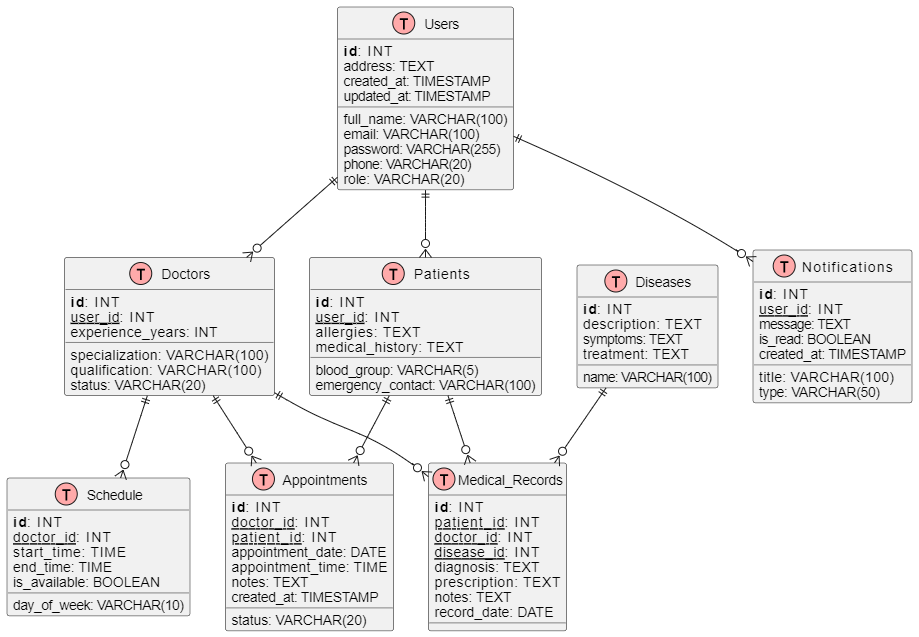 T Users
id: INT
address: TEXT
created_at: TIMESTAMP
updated_at: TIMESTAMP
full_name: VARCHAR(100)
email: VARCHAR(100)
password: VARCHAR(255)
phone: VARCHAR(20)
role: VARCHAR(20)
T Doctors
id: INT
user_id: INT
experience_years: INT
specialization: VARCHAR(100)
qualification: VARCHAR(100)
status: VARCHAR(20)
T Patients
id: INT
user_id: INT
allergies: TEXT
medical_history: TEXT
blood_group: VARCHAR(5)
emergency_contact: VARCHAR(100)
T Diseases
id: INT
description: TEXT
symptoms: TEXT
treatment: TEXT
name: VARCHAR(100)
T Notifications
id: INT
user_id: INT
message: TEXT
is_read: BOOLEAN
created_at: TIMESTAMP
title: VARCHAR(100)
type: VARCHAR(50)
T Schedule
id: INT
doctor_id: INT
start_time: TIME
end_time: TIME
is_available: BOOLEAN
day_of_week: VARCHAR(10)
T Appointments
id: INT
doctor_id: INT
patient_id: INT
appointment_date: DATE
appointment_time: TIME
notes: TEXT
created_at: TIMESTAMP
status: VARCHAR(20)
T Medical_Records
id: INT
patient_id: INT
doctor_id: INT
disease_id: INT
diagnosis: TEXT
prescription: TEXT
notes: TEXT
record_date: DATE